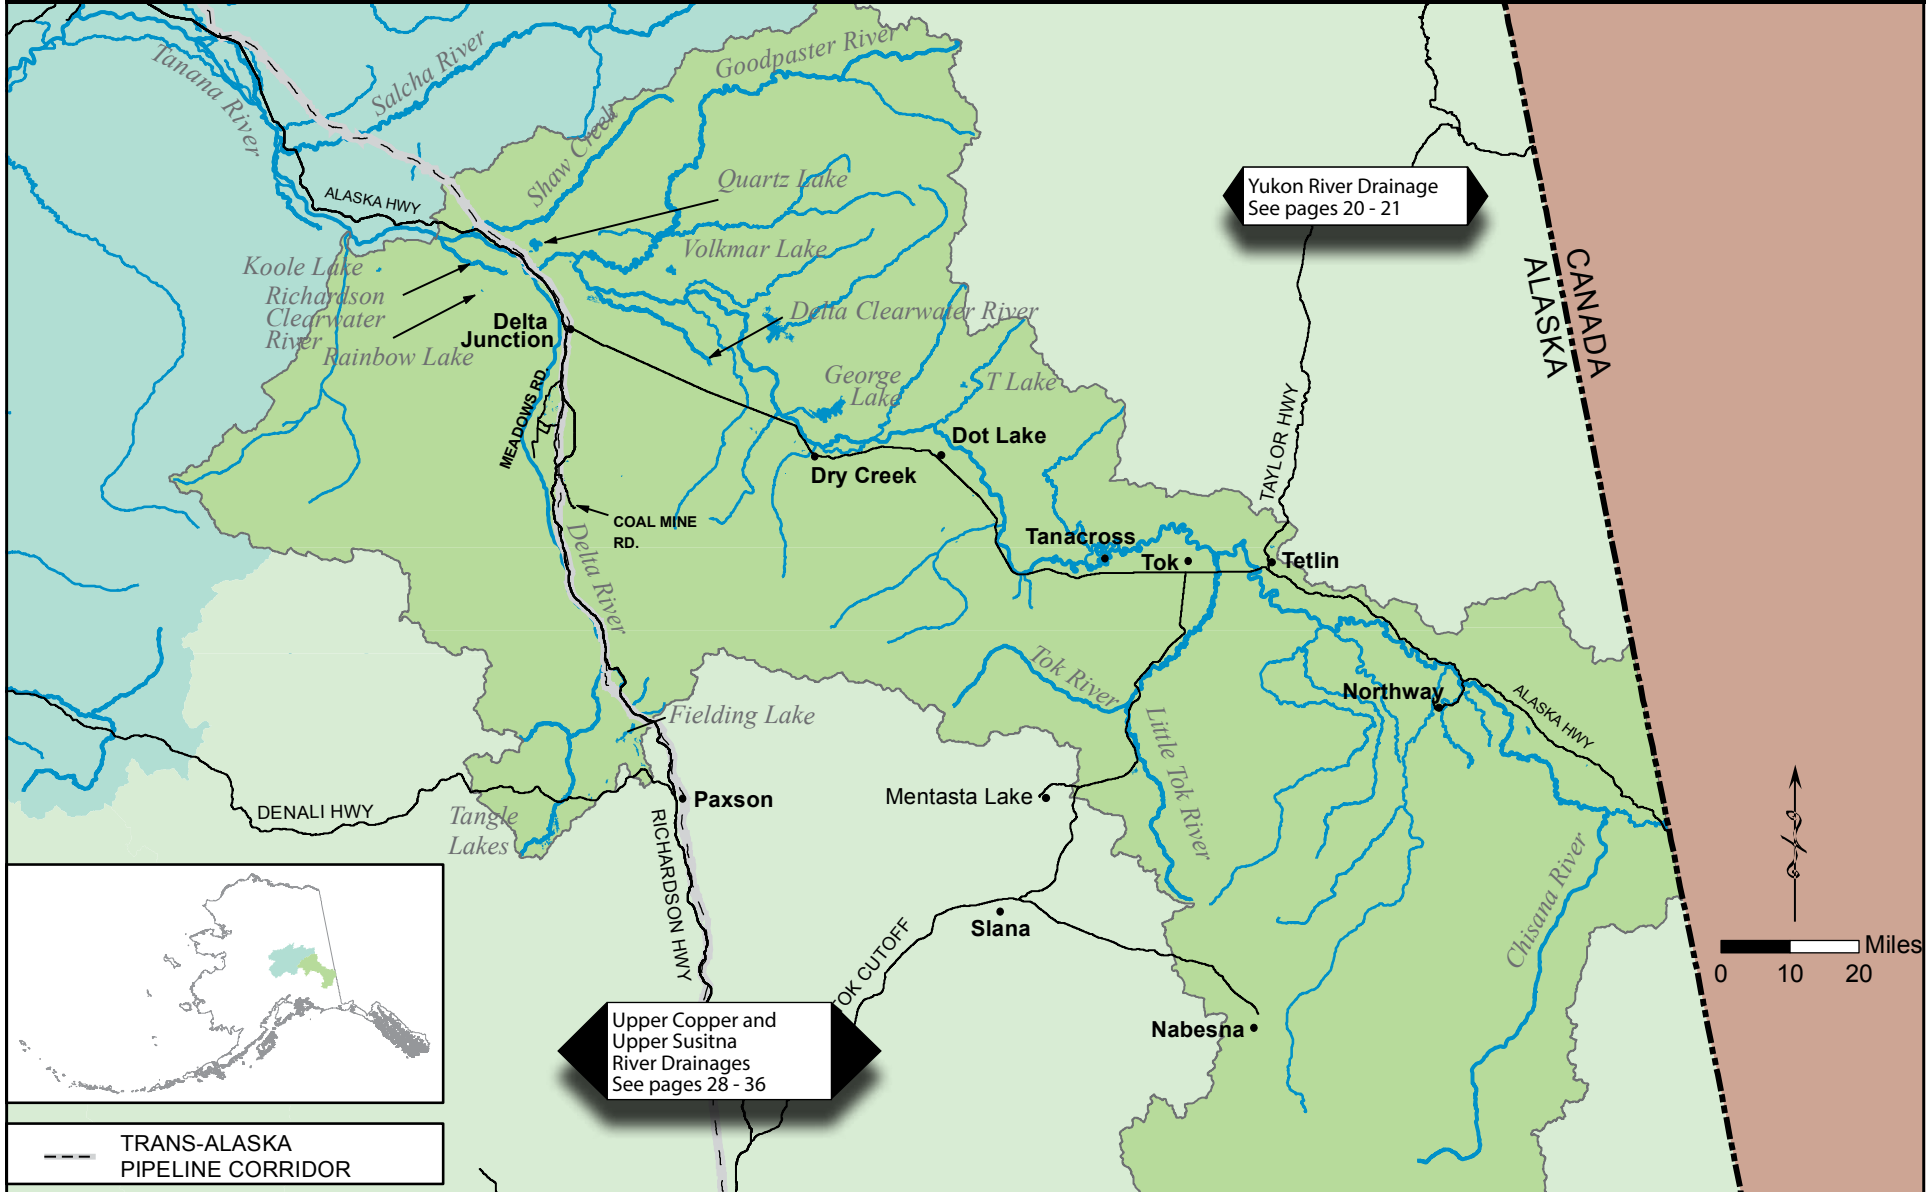 Goodpaster River
Tanana River
Salcha River
Shaw Creek
Quartz Lake
Yukon River Drainage
See pages 20 - 21
ALASKA HWY
Volkmar Lake
CANADA
ALASKA
Koole Lake
Richardson
Clearwater
River
Rainbow Lake
Delta
Junction
Delta Clearwater River
George
Lake
T Lake
MEADOWS RD.
TAYLOR HWY
Dot Lake
Dry Creek
COAL MINE
RD.
Delta River
Tanacross
Tok
Tetlin
Tok River
Northway
ALASKA HWY
Fielding Lake
Little Tok River
Paxson
Mentasta Lake
DENALI HWY
Tangle
Lakes
RICHARDSON HWY
Chisana River
Slana
TOK CUTOFF
Miles
0 10 20
Nabesna
Upper Copper and
Upper Susitna
River Drainages
See pages 28 - 36
TRANS-ALASKA
PIPELINE CORRIDOR